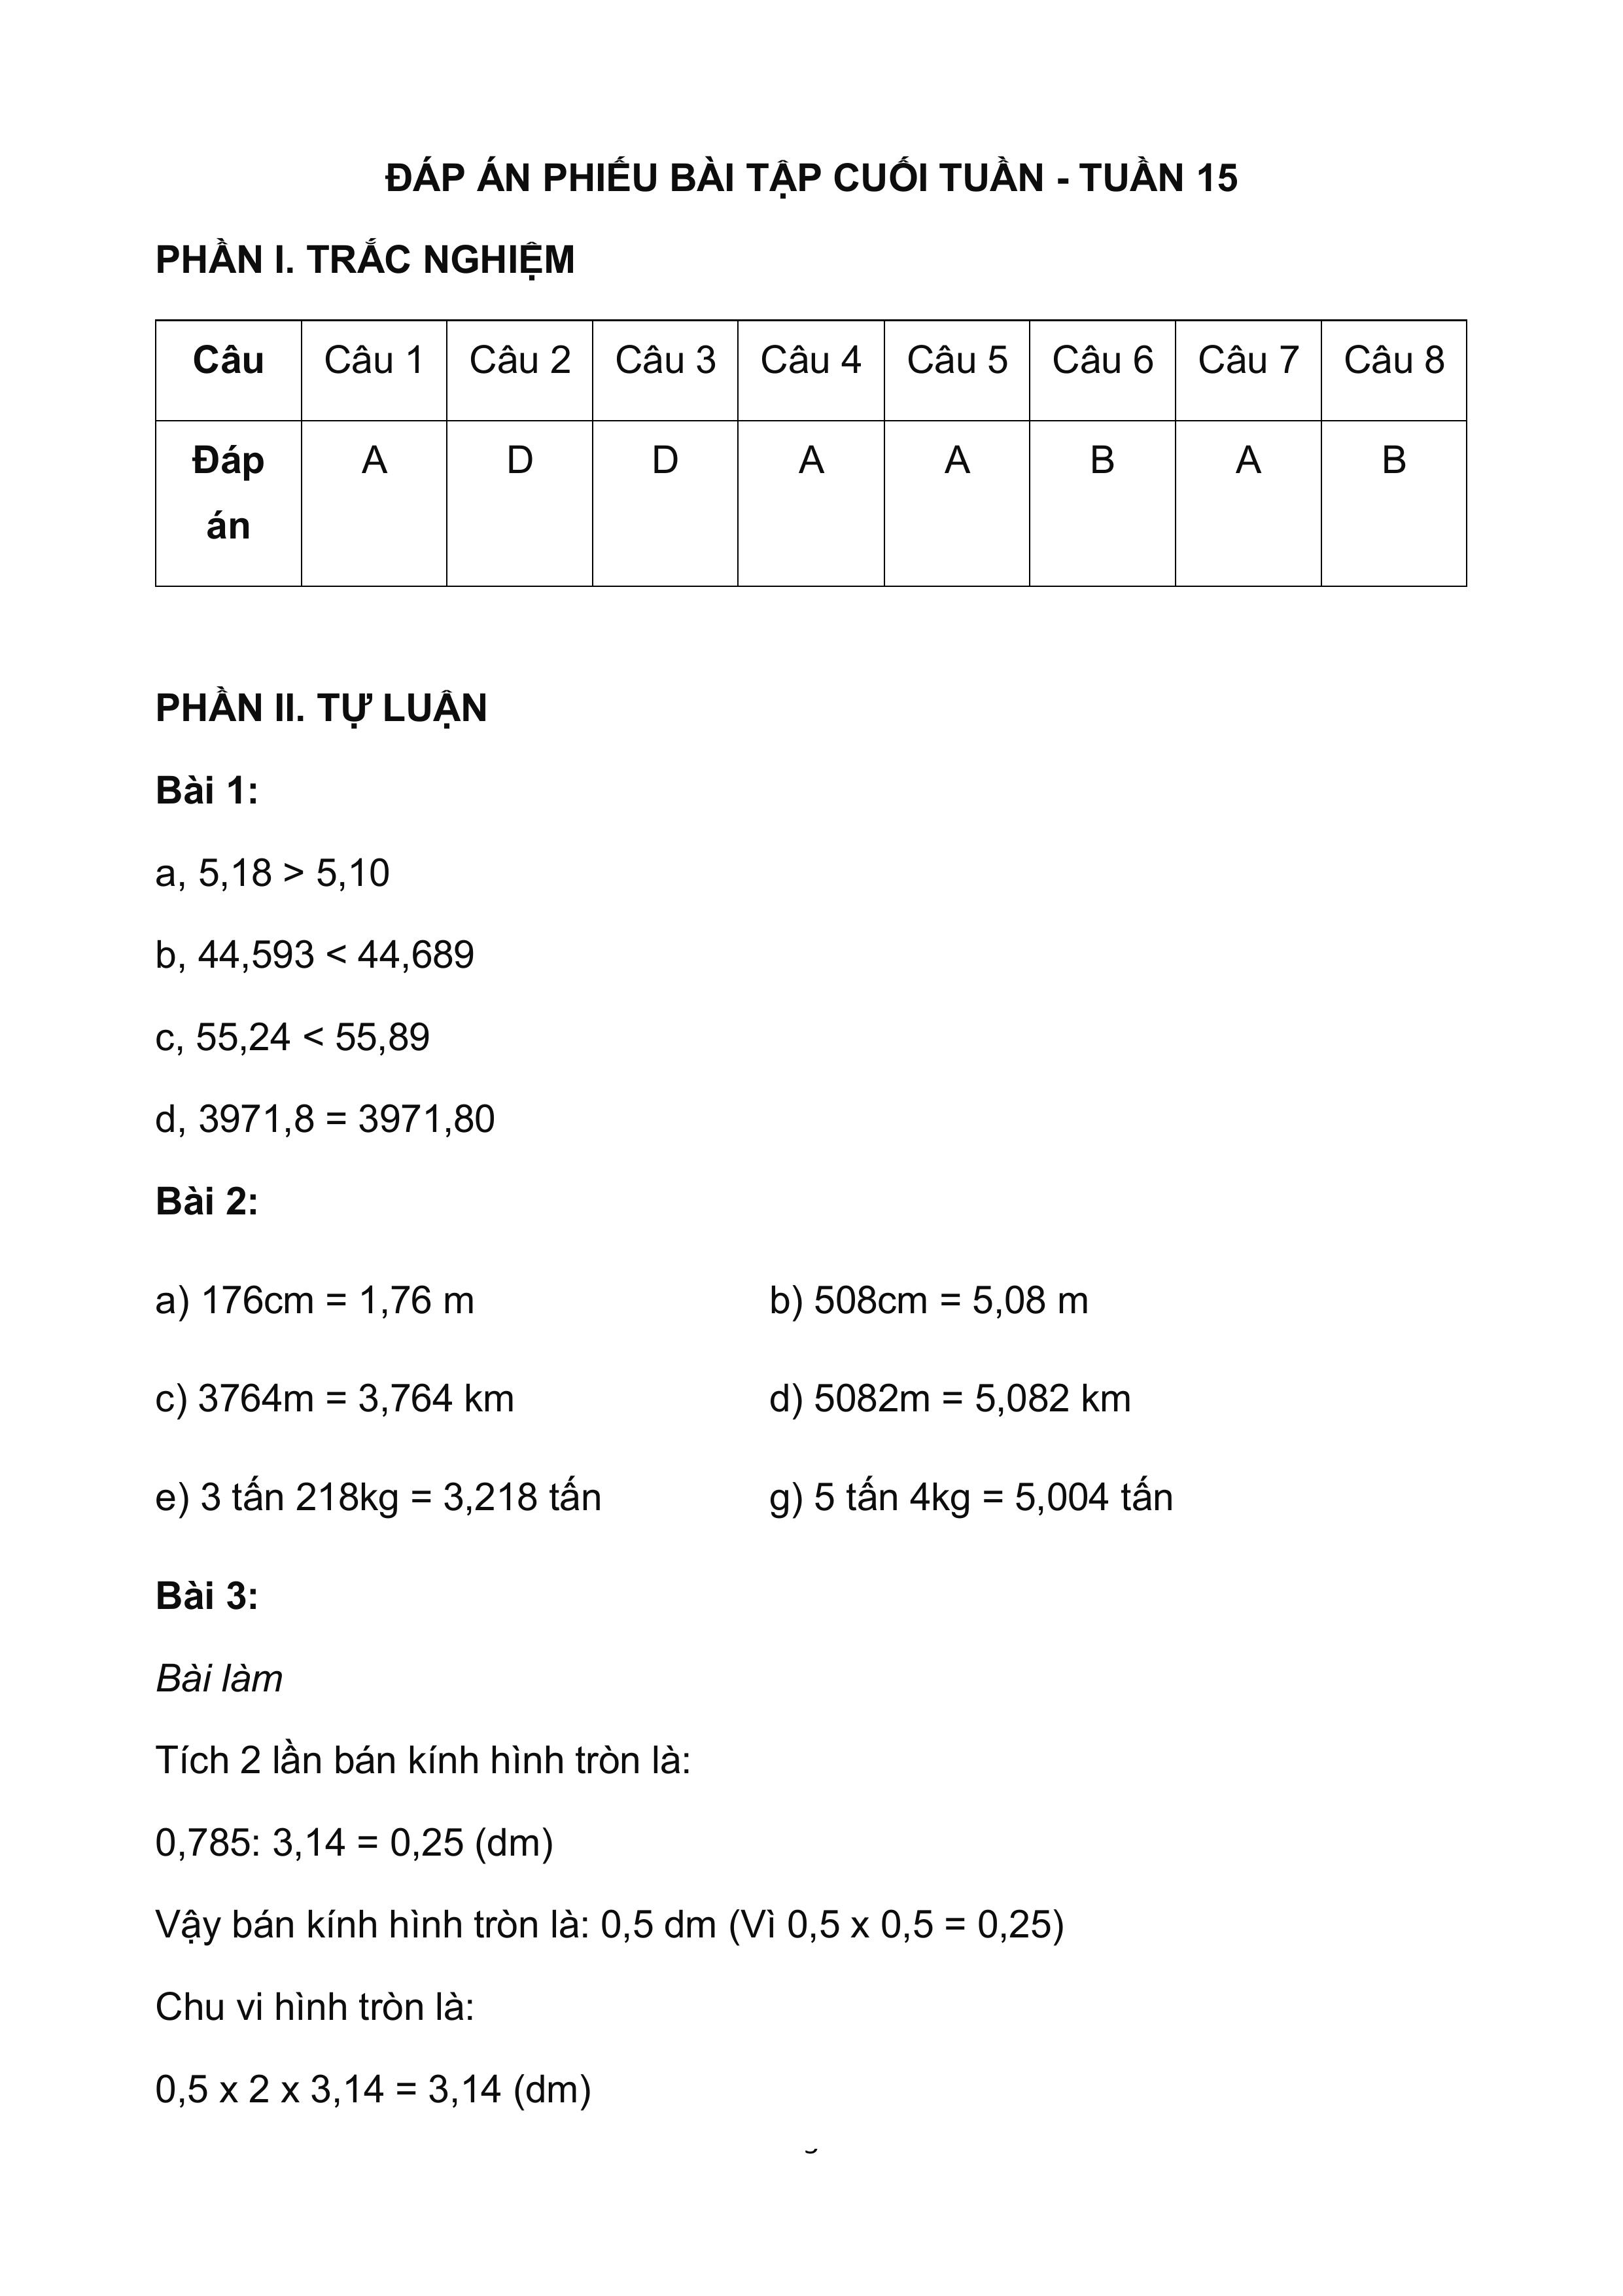 ĐÁP ÁN PHIẾU BÀI TẬP CUỐI TUẦN - TUẦN 15
PHẦN I. TRẮC NGHIỆM
Câu Câu 1 Câu 2 Câu 3 Câu 4 Câu 5 Câu 6 Câu 7 Câu 8
Đáp A D D A A B A B
án
PHẦN II. TỰ LUẬN
Bài 1:
a, 5,18 > 5,10
b, 44,593 < 44,689
c, 55,24 < 55,89
d, 3971,8 = 3971,80
Bài 2:
a) 176cm = 1,76 m b) 508cm = 5,08 m
c) 3764m = 3,764 km d) 5082m = 5,082 km
e) 3 tấn 218kg = 3,218 tấn g) 5 tấn 4kg = 5,004 tấn
Bài 3:
Bài làm
Tích 2 lần bán kính hình tròn là:
0,785: 3,14 = 0,25 (dm)
Vậy bán kính hình tròn là: 0,5 dm (Vì 0,5 x 0,5 = 0,25)
Chu vi hình tròn là:
0,5 x 2 x 3,14 = 3,14 (dm)